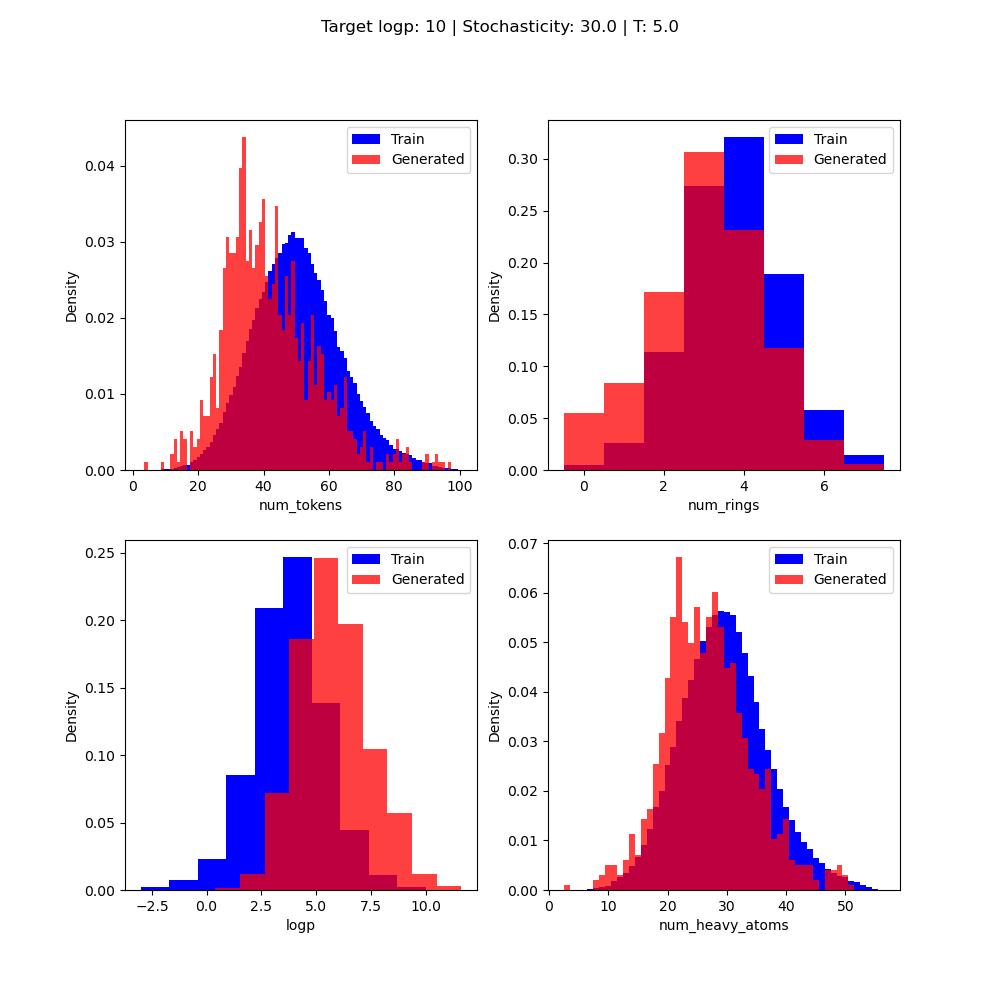 Target logp: 10 | Stochasticity: 30.0 | T: 5.0
Train
Generated
0.04
0.03
0.02
0.01
0.00
Density
0 20 40 60 80 100
num_tokens
Train
Generated
0.30
0.25
0.20
0.15
0.10
0.05
0.00
Density
0 2 4 6
num_rings
Train
Generated
0.25
0.20
0.15
0.10
0.05
0.00
Density
−2.5 0.0 2.5 5.0 7.5 10.0
logp
Train
Generated
0.07
0.06
0.05
0.04
0.03
0.02
0.01
0.00
Density
0 10 20 30 40 50
num_heavy_atoms